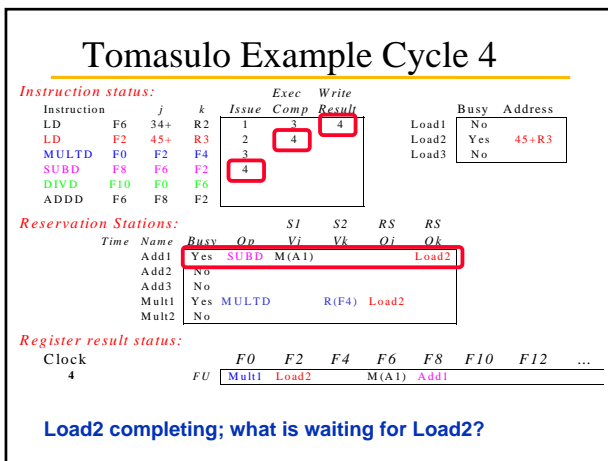 Tomasulo Example Cycle 4
Instruction status: Exec Write
Instruction j k Issue Comp Result Busy Address
LD F6 34+ R2 1 3 4 Load1 No
LD F2 45+ R3 2 4 Load2 Yes 45+R3
MULTD F0 F2 F4 3 Load3 No
SUBD F8 F6 F2 4
DIVD F10 F0 F6
ADDD F6 F8 F2
Reservation Stations: S1 S2 RS RS
Time Name Busy Op Vj Vk Qj Qk
Add1 Yes SUBD M(A1) Load2
Add2 No
Add3 No
Mult1 Yes MULTD R(F4) Load2
Mult2 No
Register result status:
Clock F0 F2 F4 F6 F8 F10 F12 ...
4 FU Mult1 Load2 M(A1) Add1
Load2 completing; what is waiting for Load2?